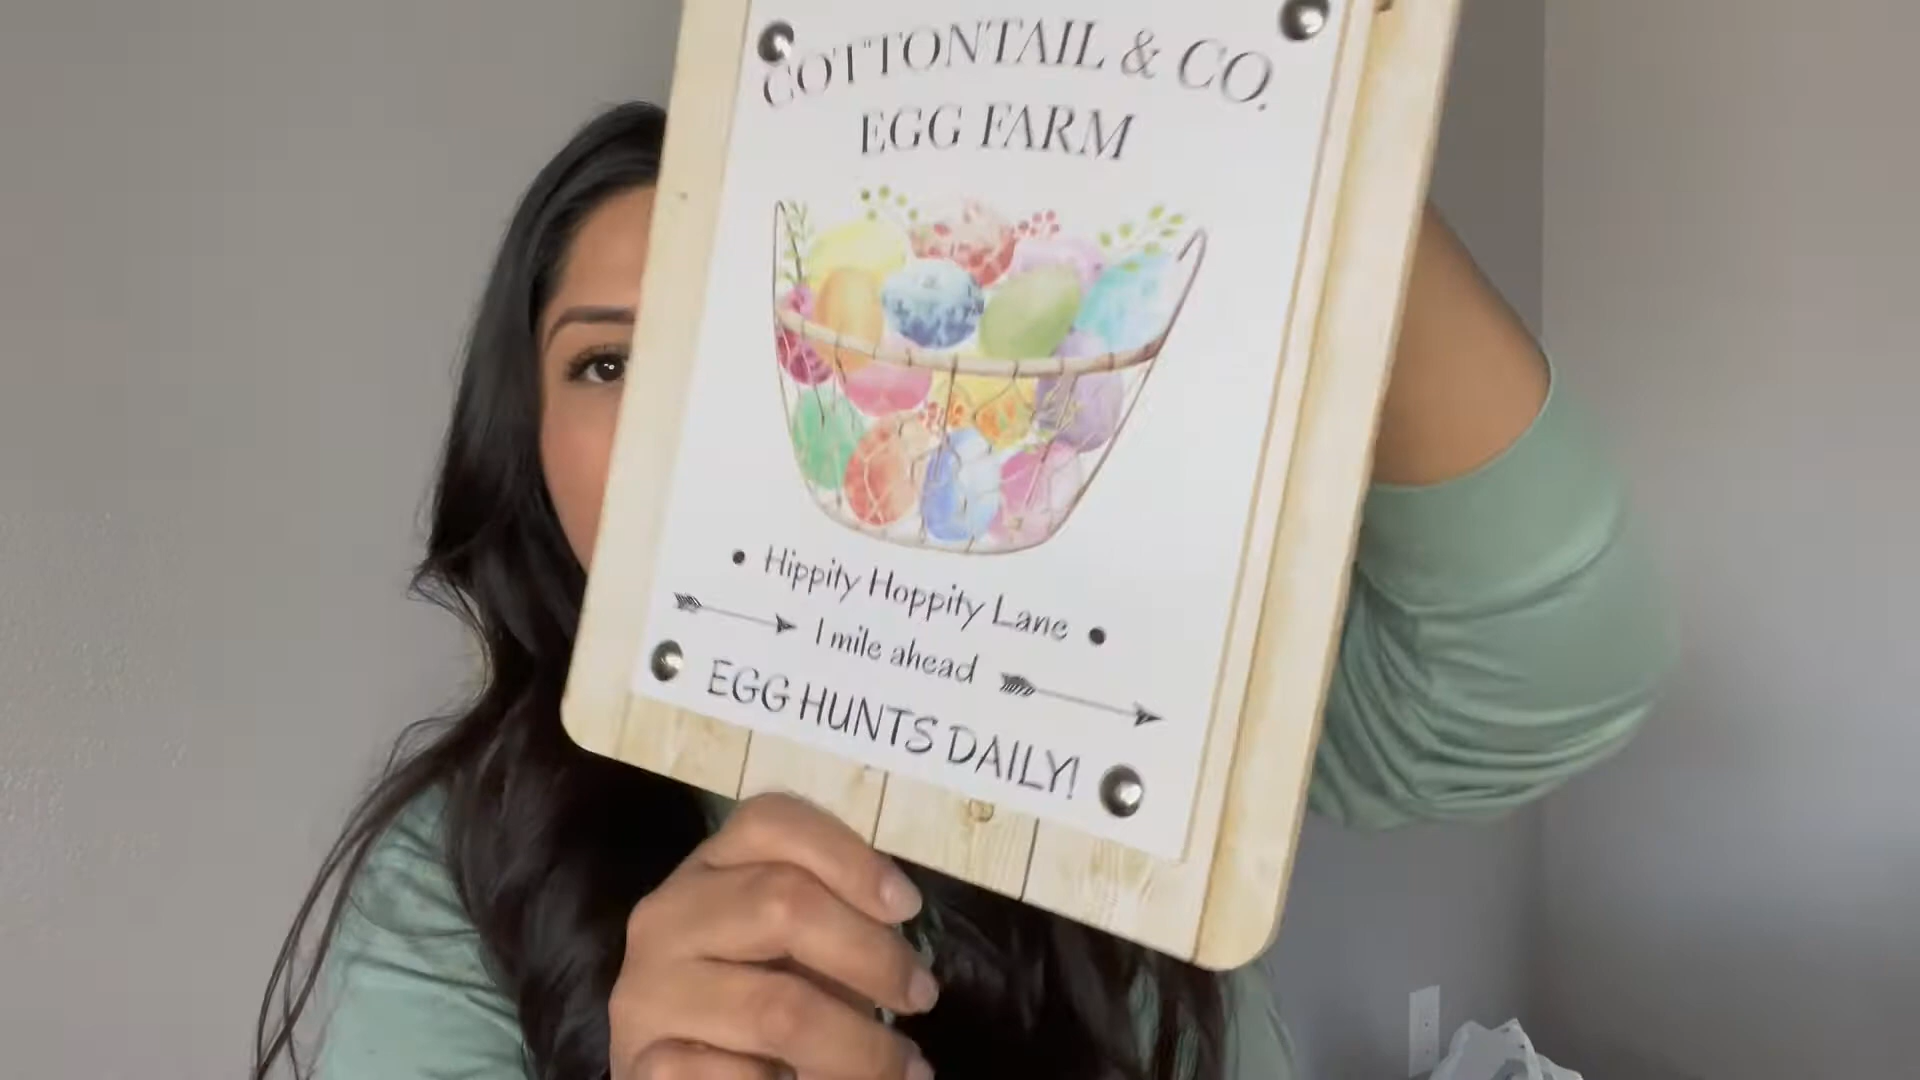 COTTONTAIL & CO.
EGG FARM
• Hippity Hoppity Lane •
1 mile ahead
EGG HUNTS DAILY!